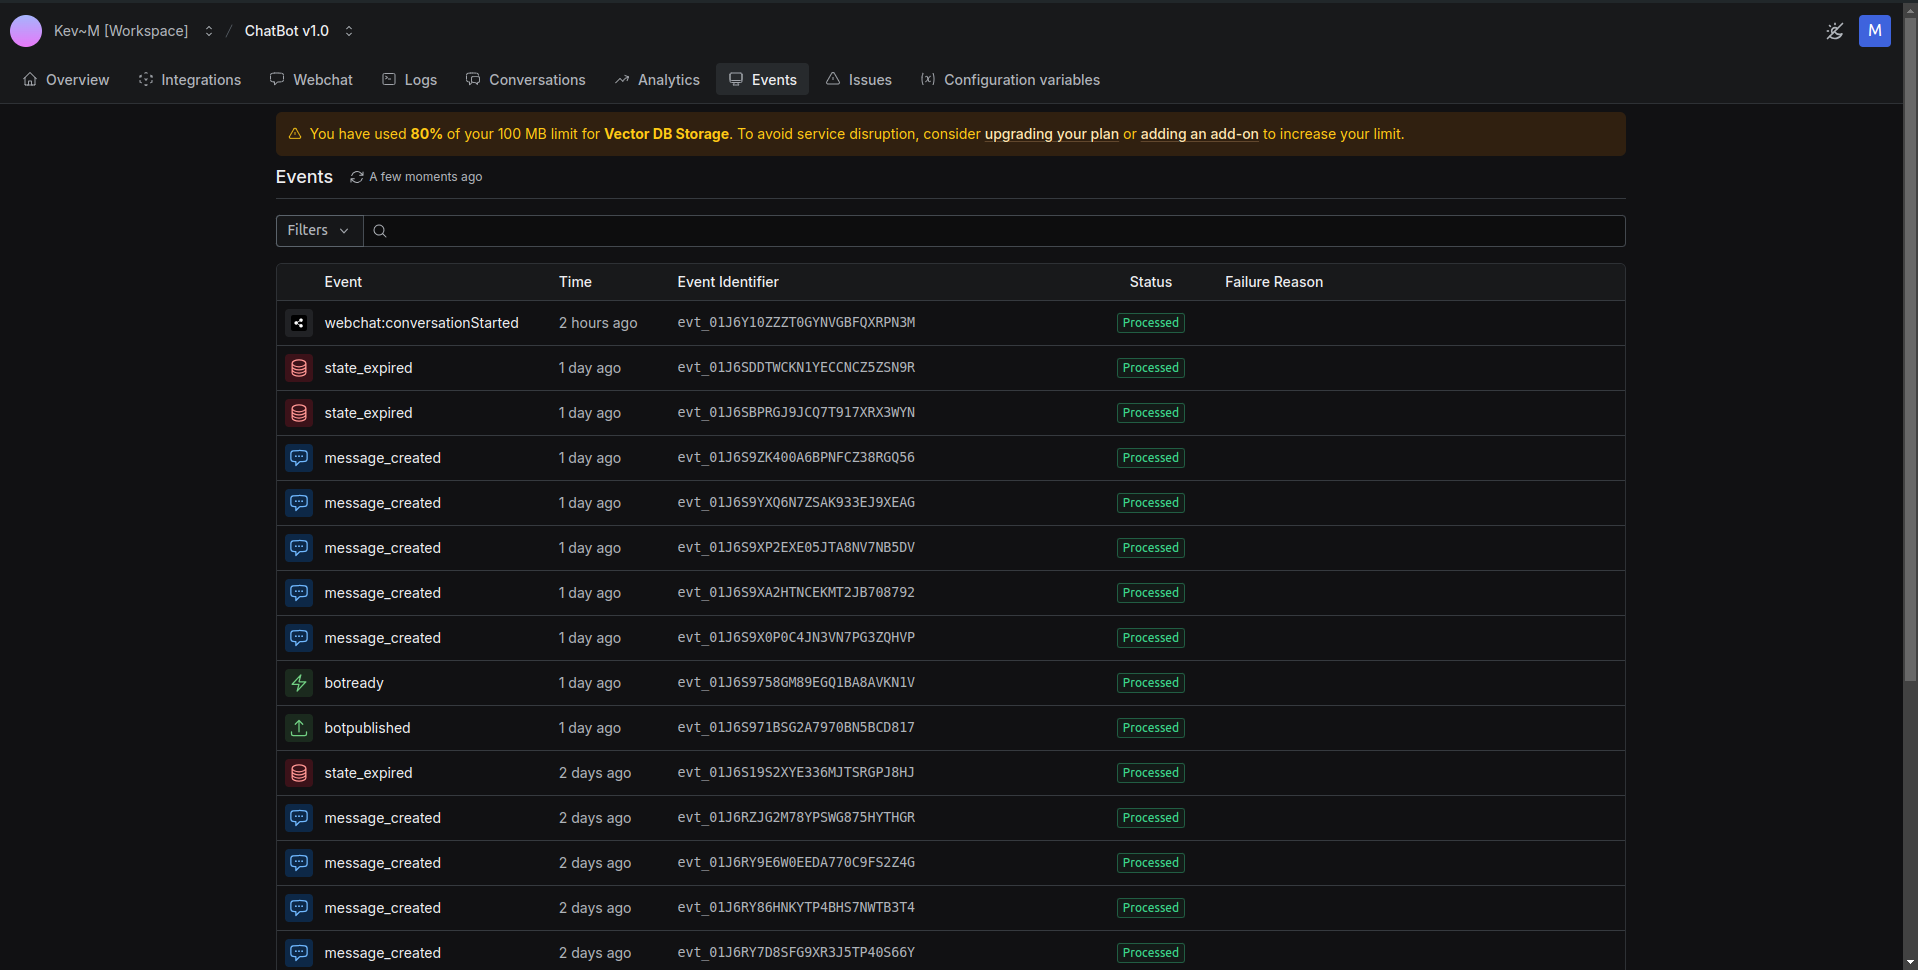 Kev~M [Workspace] / ChatBot v1.0 M
Overview Integrations Webchat Logs Conversations Analytics Events Issues Configuration variables
You have used 80% of your 100 MB limit for Vector DB Storage. To avoid service disruption, consider upgrading your plan or adding an add-on to increase your limit.
Events A few moments ago
Filters
Event Time Event Identifier Status Failure Reason
webchat:conversationStarted 2 hours ago evt_01J6Y10ZZZT0GYNVGBFQXRPN3M Processed
state_expired 1 day ago evt_01J6SDDTWCKN1YECCNCZ5ZSN9R Processed
state_expired 1 day ago evt_01J6SBPRGJ9JCQ7T917XRX3WYN Processed
message_created 1 day ago evt_01J6S9ZK400A6BPNFCZ38RGQ56 Processed
message_created 1 day ago evt_01J6S9YXQ6N7ZSAK933EJ9XEAG Processed
message_created 1 day ago evt_01J6S9XP2EXE05JTA8NV7NB5DV Processed
message_created 1 day ago evt_01J6S9XA2HTNCEKMT2JB708792 Processed
message_created 1 day ago evt_01J6S9X0P0C4JN3VN7PG3ZQHVP Processed
botready 1 day ago evt_01J6S9758GM89EGQ1BA8AVKN1V Processed
botpublished 1 day ago evt_01J6S971BSG2A7970BN5BCD817 Processed
state_expired 2 days ago evt_01J6S19S2XYE336MJTSRGPJ8HJ Processed
message_created 2 days ago evt_01J6RZJG2M78YPSWG875HYTHGR Processed
message_created 2 days ago evt_01J6RY9E6W0EEDA770C9FS2Z4G Processed
message_created 2 days ago evt_01J6RY86HNKYTP4BHS7NWTB3T4 Processed
message_created 2 days ago evt_01J6RY7D8SFG9XR3J5TP40S66Y Processed